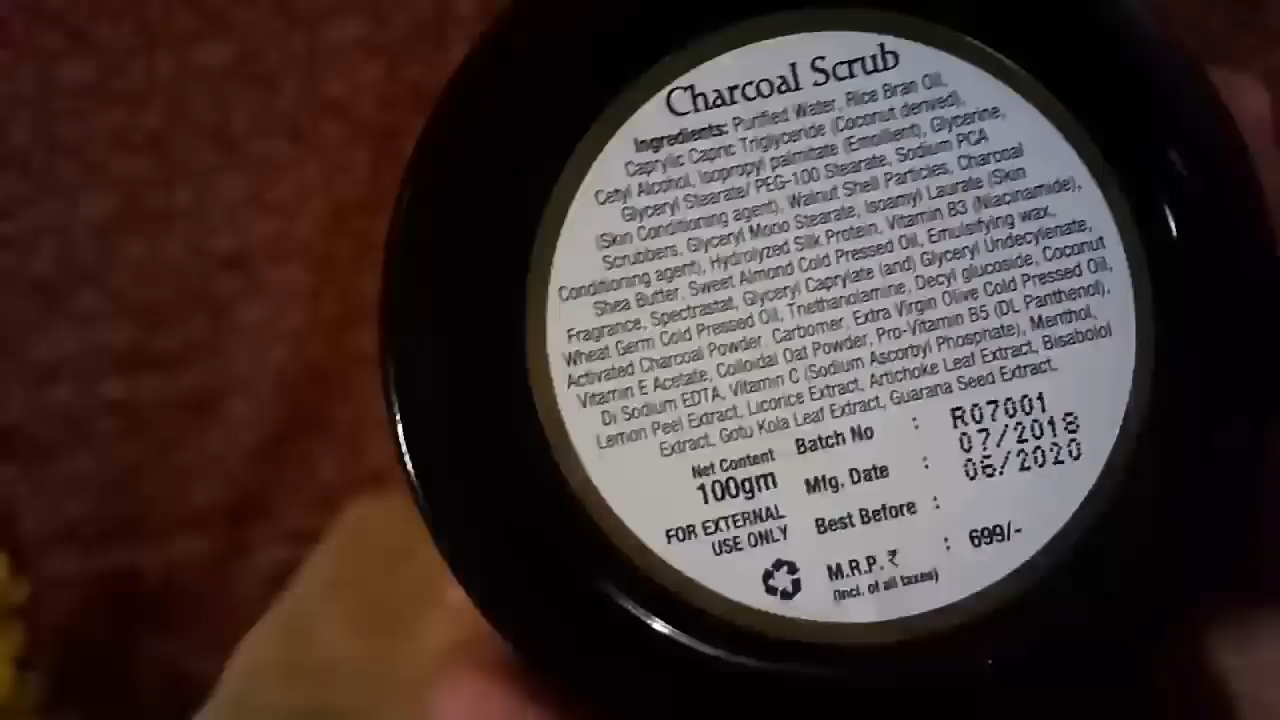 Charcoal Scrub
Ingredients: Purified Water, Rice Bran Oil,
Caprylic Capric Triglyceride (Coconut derived),
Cetyl Alcohol, Isopropyl palmitate (Emollient), Glycerine,
Glyceryl Stearate/ PEG-100 Stearate, Sodium PCA
(Skin Conditioning agent), Walnut Shell Particles, Charcoal
Scrubbers, Glyceryl Mono Stearate, Isoamyl Laurate (Skin
Conditioning agent), Hydrolyzed Silk Protein, Vitamin B3 (Niacinamide),
Shea Butter, Sweet Almond Cold Pressed Oil, Emulsifying wax,
Fragrance, Spectrastat, Glyceryl Caprylate (and) Glyceryl Undecylenate,
Wheat Germ Cold Pressed Oil, Triethanolamine, Decyl glucoside, Coconut
Activated Charcoal Powder, Carbomer, Extra Virgin Olive Cold Pressed Oil,
Vitamin E Acetate, Colloidal Oat Powder, Pro-Vitamin B5 (DL Panthenol),
Di Sodium EDTA, Vitamin C (Sodium Ascorbyl Phosphate), Menthol,
Lemon Peel Extract, Licorice Extract, Artichoke Leaf Extract, Bisabolol
Extract, Gotu Kola Leaf Extract, Guarana Seed Extract.
Net Content
100gm
FOR EXTERNAL
USE ONLY
Batch No : R07001
Mfg. Date : 07/2018
Best Before : 06/2020
M.R.P. ₹ : 699/-
(Incl. of all taxes)